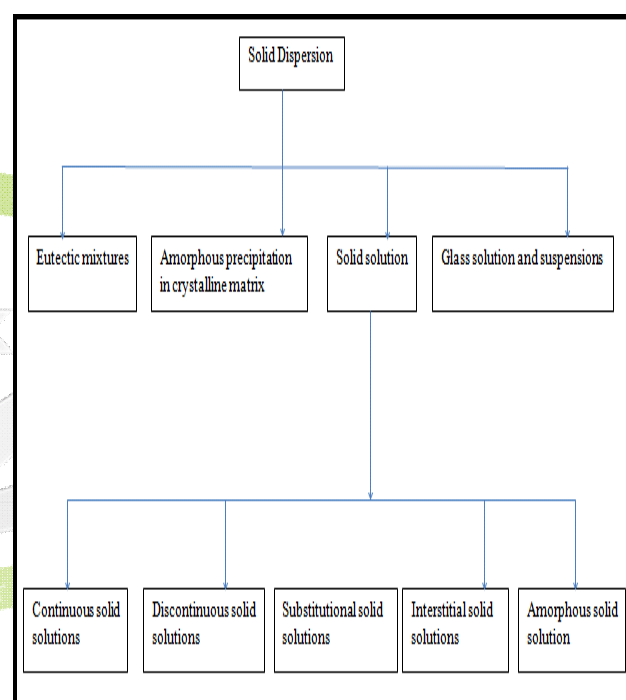 Solid Dispersion
Eutectic mixtures
Amorphous precipitation
in crystalline matrix
Solid solution
Glass solution and suspensions
Continuous solid
solutions
Discontinuous solid
solutions
Substitutional solid
solutions
Interstitial solid
solutions
Amorphous solid
solution